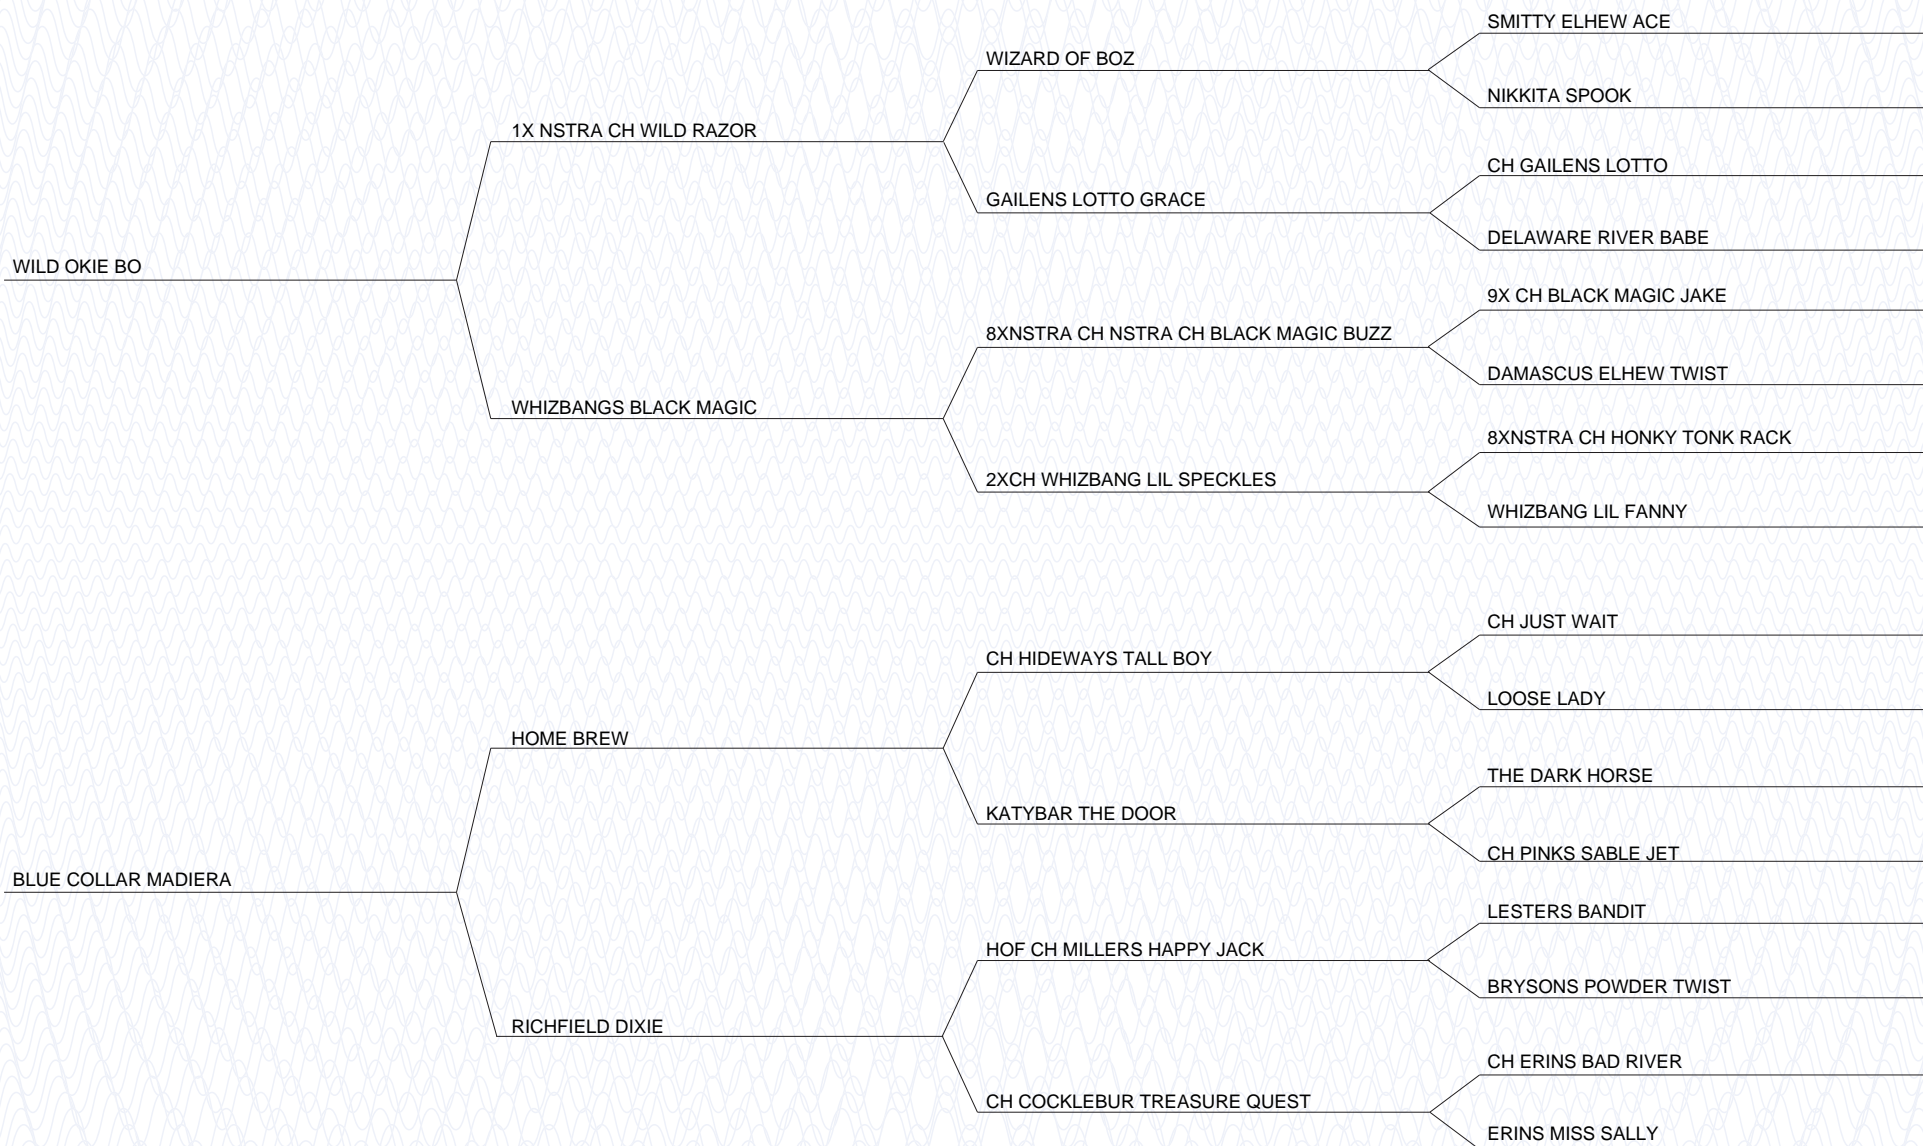 SMITTY ELHEW ACE
WIZARD OF BOZ
NIKKITA SPOOK
1X NSTRA CH WILD RAZOR
CH GAILENS LOTTO
GAILENS LOTTO GRACE
DELAWARE RIVER BABE
WILD OKIE BO
9X CH BLACK MAGIC JAKE
8XNSTRA CH NSTRA CH BLACK MAGIC BUZZ
DAMASCUS ELHEW TWIST
WHIZBANGS BLACK MAGIC
8XNSTRA CH HONKY TONK RACK
2XCH WHIZBANG LIL SPECKLES
WHIZBANG LIL FANNY
CH JUST WAIT
CH HIDEWAYS TALL BOY
LOOSE LADY
HOME BREW
THE DARK HORSE
KATYBAR THE DOOR
CH PINKS SABLE JET
BLUE COLLAR MADIERA
LESTERS BANDIT
HOF CH MILLERS HAPPY JACK
BRYSONS POWDER TWIST
RICHFIELD DIXIE
CH ERINS BAD RIVER
CH COCKLEBUR TREASURE QUEST
ERINS MISS SALLY